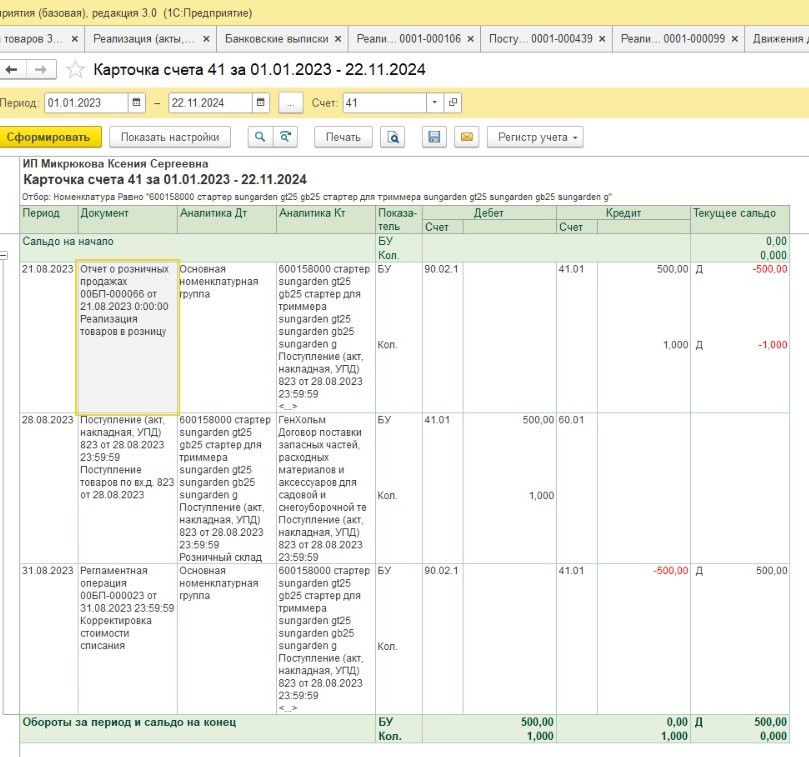 приятия (базовая), редакция 3.0 (1С:Предприятие)
товаров 3... × Реализация (акты,... × Банковские выписки × Реали... 0001-000106 × Посту... 0001-000439 × Реали... 0001-000099 × Движения д
Карточка счета 41 за 01.01.2023 - 22.11.2024
Период: 01.01.2023 – 22.11.2024 ... Счет: 41
Сформировать Показать настройки Печать Регистр учета
ИП Микрюкова Ксения Сергеевна
Карточка счета 41 за 01.01.2023 - 22.11.2024
Отбор: Номенклатура Равно "600158000 стартер sungarden gt25 gb25 стартер для триммера sungarden gt25 sungarden gb25 sungarden g"
Период Документ Аналитика Дт Аналитика Кт Показа- Дебет Кредит Текущее сальдо
тель Счет Счет
Сальдо на начало БУ 0,00
Кол. 0,000
21.08.2023 Отчет о розничных Основная 600158000 стартер БУ 90.02.1 41.01 500,00 Д -500,00
продажах номенклатурная sungarden gt25
00БП-000066 от группа gb25 стартер для
21.08.2023 0:00:00 триммера
Реализация sungarden gt25
товаров в розницу sungarden gb25
sungarden g Кол. 1,000 Д -1,000
Поступление (акт,
накладная, УПД)
823 от 28.08.2023
23:59:59
<...>
28.08.2023 Поступление (акт, 600158000 стартер ГенХольм БУ 41.01 500,00 60.01
накладная, УПД) sungarden gt25 Договор поставки
823 от 28.08.2023 gb25 стартер для запасных частей,
23:59:59 триммера расходных
Поступление sungarden gt25 материалов и
товаров по вх.д. 823 sungarden gb25 аксессуаров для
от 28.08.2023 sungarden g садовой и Кол. 1,000
Поступление (акт, снегоуборочной те
накладная, УПД) Поступление (акт,
823 от 28.08.2023 накладная, УПД)
23:59:59 823 от 28.08.2023
Розничный склад 23:59:59
31.08.2023 Регламентная Основная 600158000 стартер БУ 90.02.1 41.01 -500,00 Д 500,00
операция номенклатурная sungarden gt25
00БП-000023 от группа gb25 стартер для
31.08.2023 23:59:59 триммера
Корректировка sungarden gt25
стоимости sungarden gb25
списания sungarden g Кол.
Поступление (акт,
накладная, УПД)
823 от 28.08.2023
23:59:59
<...>
Обороты за период и сальдо на конец БУ 500,00 0,00 Д 500,00
Кол. 1,000 1,000 0,000